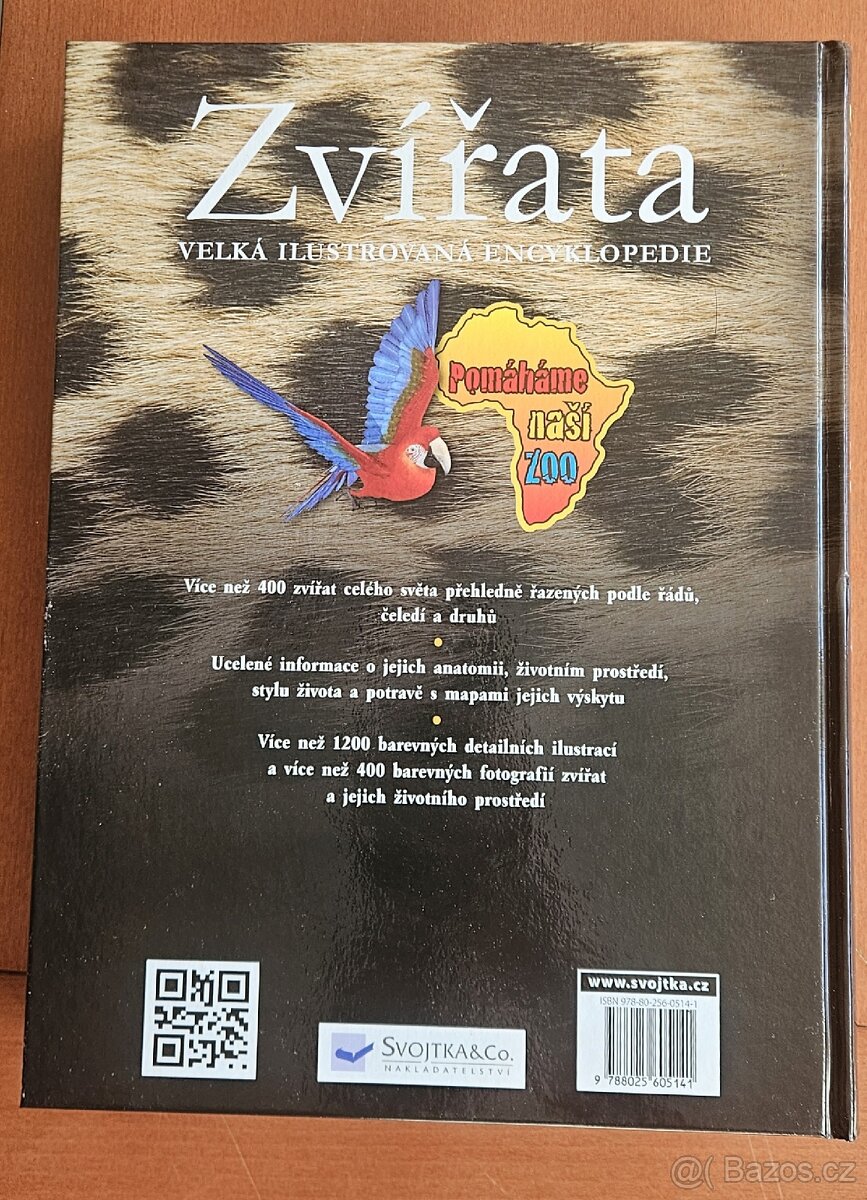 Zvířata
VELKÁ ILUSTROVANÁ ENCYKLOPEDIE
Pomáháme
naší
ZOO
Více než 400 zvířat celého světa přehledně řazených podle řádů,
čeledí a druhů
Ucelené informace o jejich anatomii, životním prostředí,
stylu života a potravě s mapami jejich výskytu
Více než 1200 barevných detailních ilustrací
a více než 400 barevných fotografií zvířat
a jejich životního prostředí
www.svojtka.cz
ISBN 978-80-256-0514-1
9 788025 605141
SVOJTKA&CO.
NAKLADATELSTVÍ
@( Bazos.cz